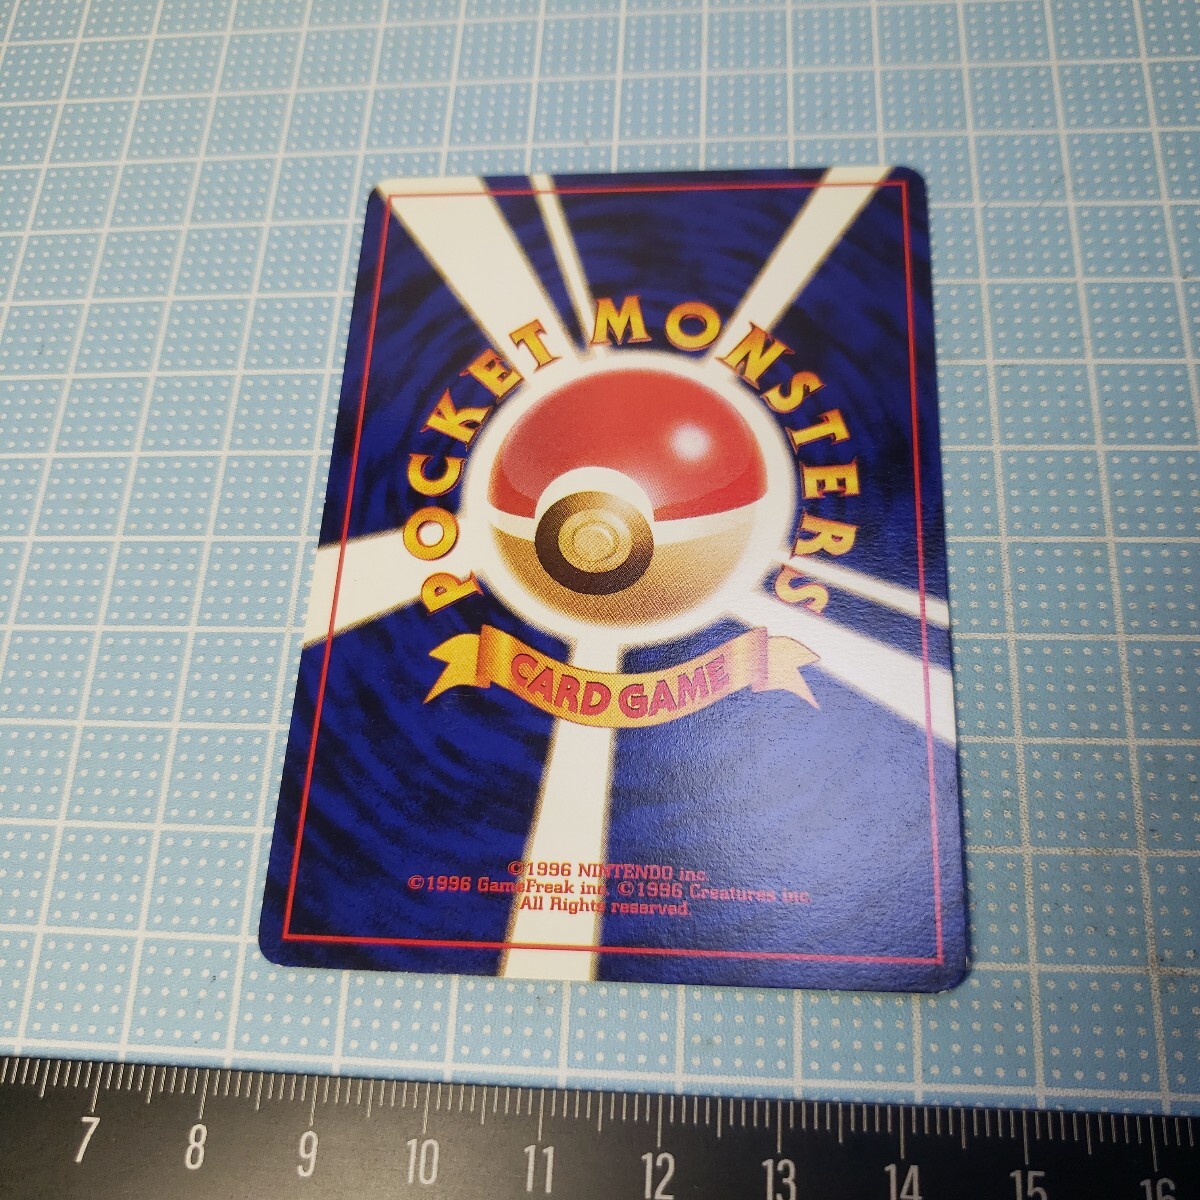 POCKET MONSTERS
CARD GAME
©1996 NINTENDO inc.
©1996 GameFreak inc. ©1996 Creatures inc.
All Rights reserved.
7 8 9 10 11 12 13 14 15 16